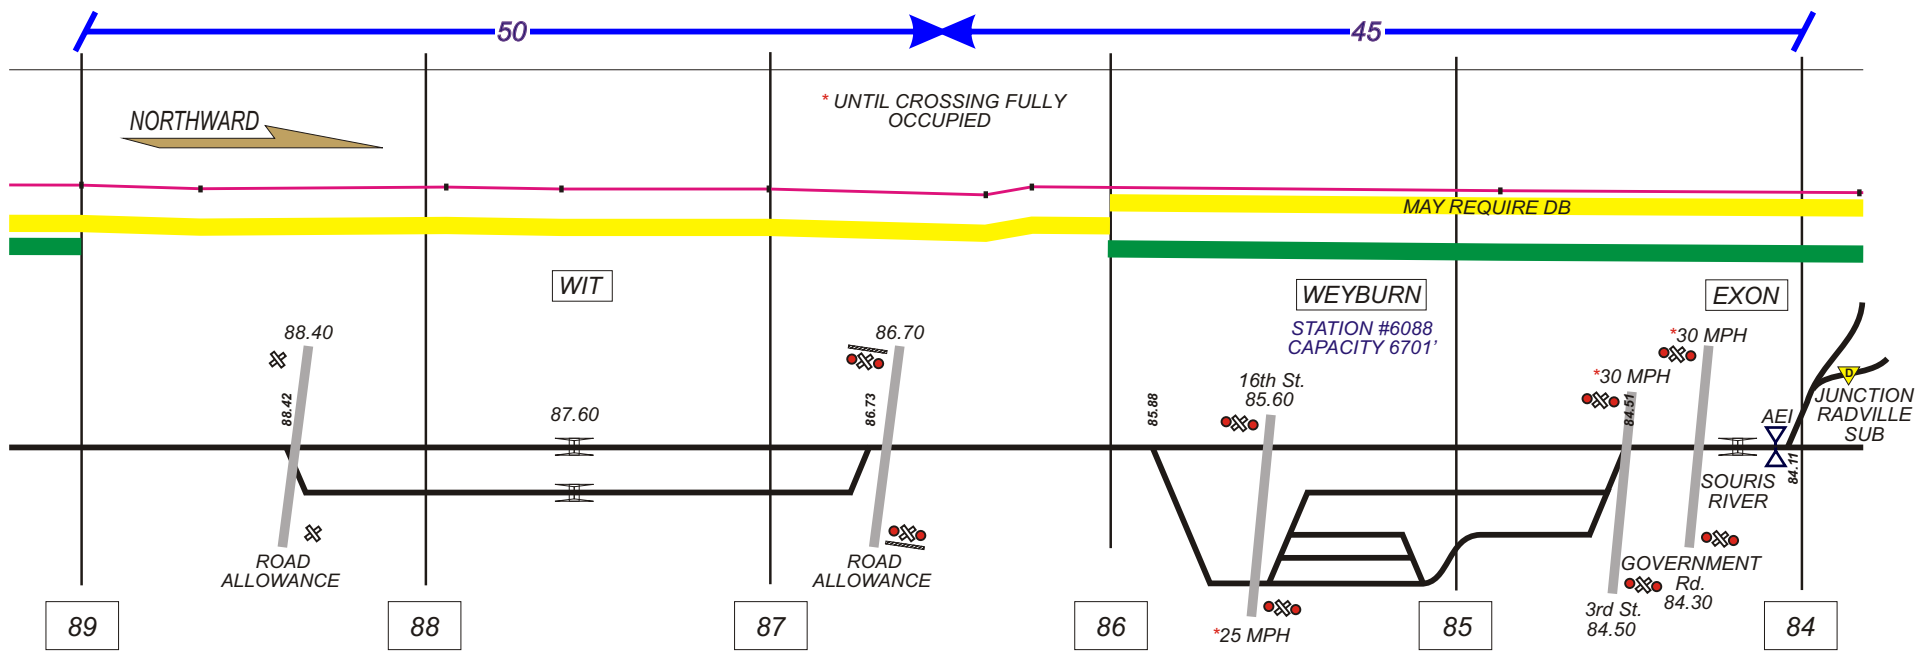 50
45
NORTHWARD
* UNTIL CROSSING FULLY
OCCUPIED
MAY REQUIRE DB
WIT
WEYBURN
STATION #6088
CAPACITY 6701'
EXON
88.40
88.42
87.60
86.70
86.73
85.88
16th St.
85.60
*30 MPH
84.51
*30 MPH
AEI
84.11
D
JUNCTION
RADVILLE
SUB
SOURIS
RIVER
ROAD
ALLOWANCE
ROAD
ALLOWANCE
*25 MPH
3rd St.
84.50
GOVERNMENT
Rd.
84.30
89
88
87
86
85
84